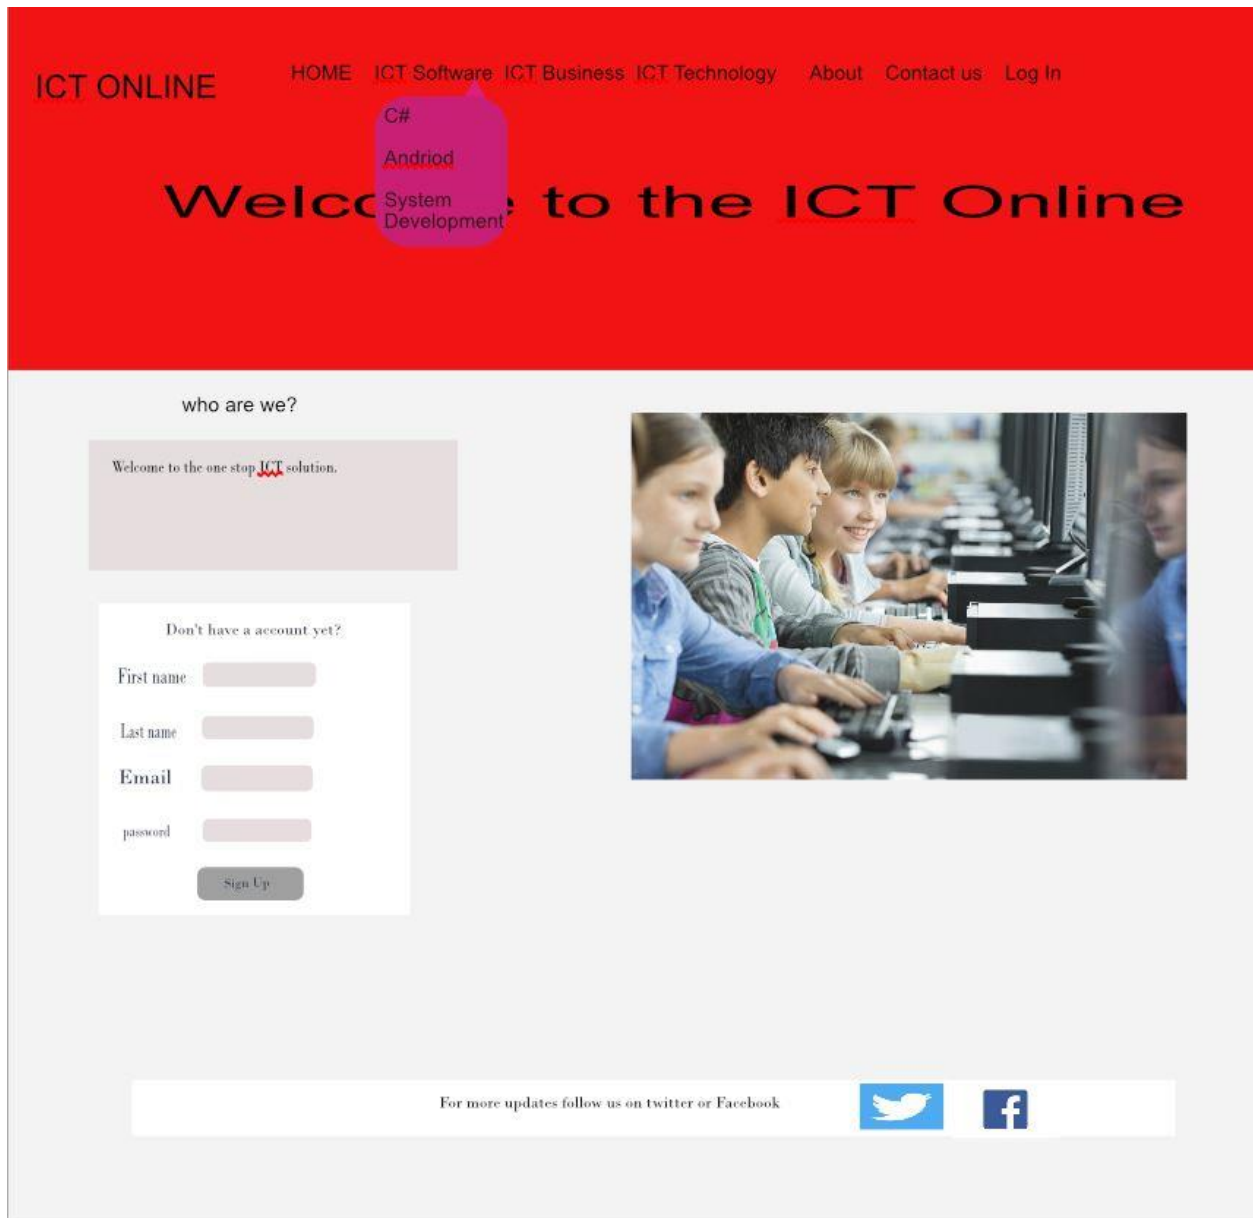 ICT ONLINE
HOME ICT Software ICT Business ICT Technology About Contact us Log In
C#
Andriod
System
Development
Welco e to the ICT Online
who are we?
Welcome to the one stop ICT solution.
Don't have a account yet?
First name
Last name
Email
password
Sign Up
For more updates follow us on twitter or Facebook